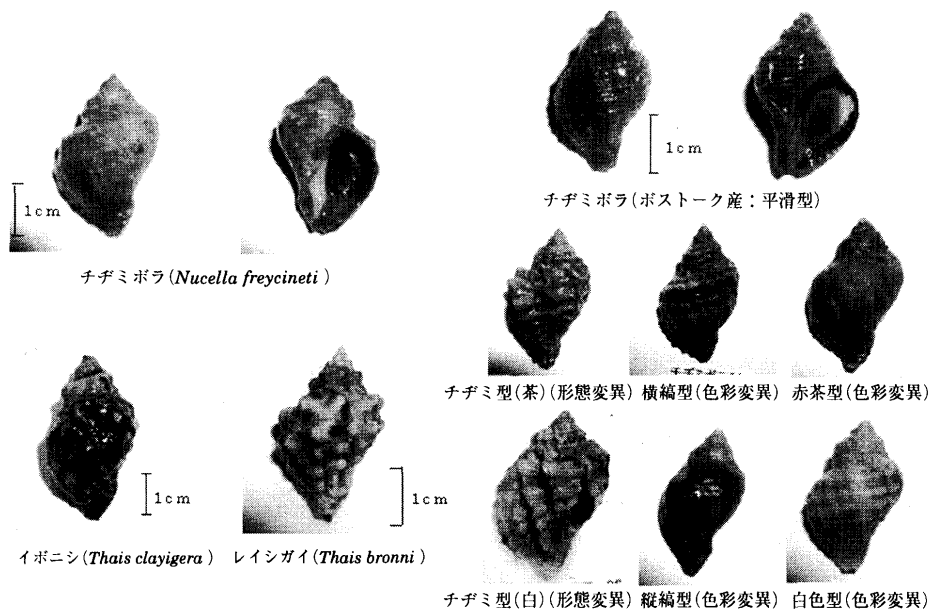 1cm
チヂミボラ(Nucella freycineti)
1cm
チヂミボラ(ボストーク産：平滑型)
チヂミ型(茶)(形態変異) 横縞型(色彩変異) 赤茶型(色彩変異)
1cm
イボニシ(Thais clayigera)
1cm
レイシガイ(Thais bronni)
チヂミ型(白)(形態変異) 縦縞型(色彩変異) 白色型(色彩変異)